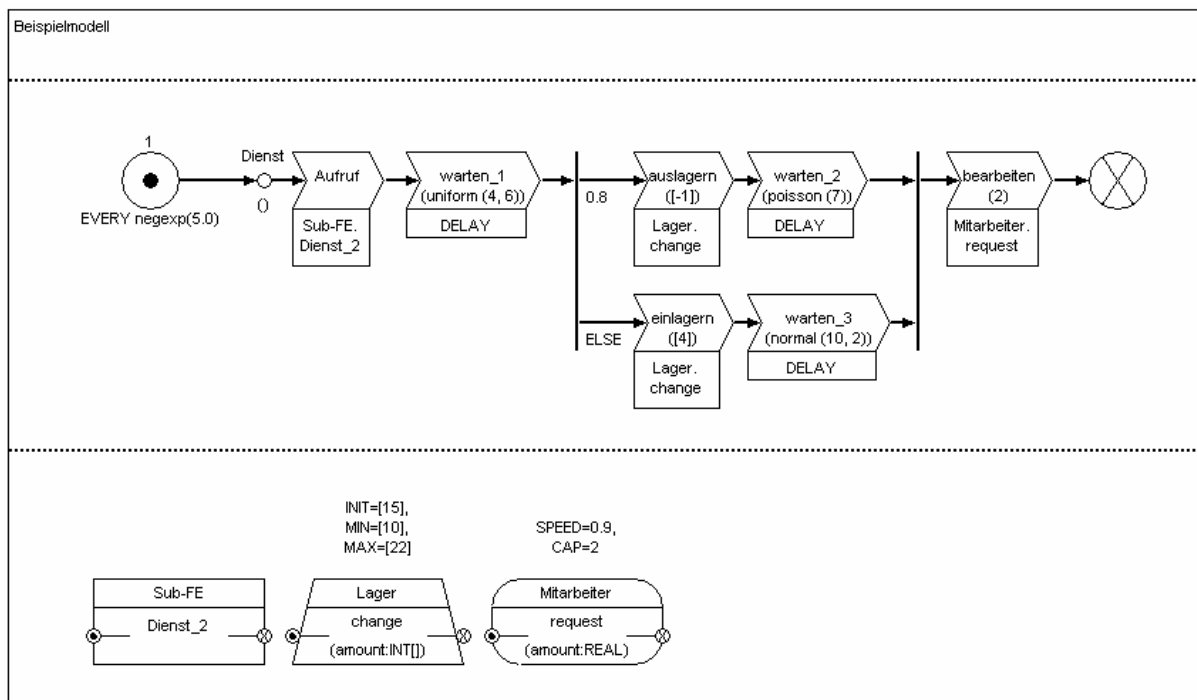 Beispielmodell
1
EVERY negexp(5.0)
Dienst
()
Aufruf
Sub-FE.
Dienst_2
warten_1
(uniform (4, 6))
DELAY
0.8
auslagern
([-1])
Lager.
change
warten_2
(poisson (7))
DELAY
ELSE
einlagern
([4])
Lager.
change
warten_3
(normal (10, 2))
DELAY
bearbeiten
(2)
Mitarbeiter.
request
Sub-FE
Dienst_2
INIT=[15],
MIN=[10],
MAX=[22]
Lager
change
(amount:INT[])
SPEED=0.9,
CAP=2
Mitarbeiter
request
(amount:REAL)